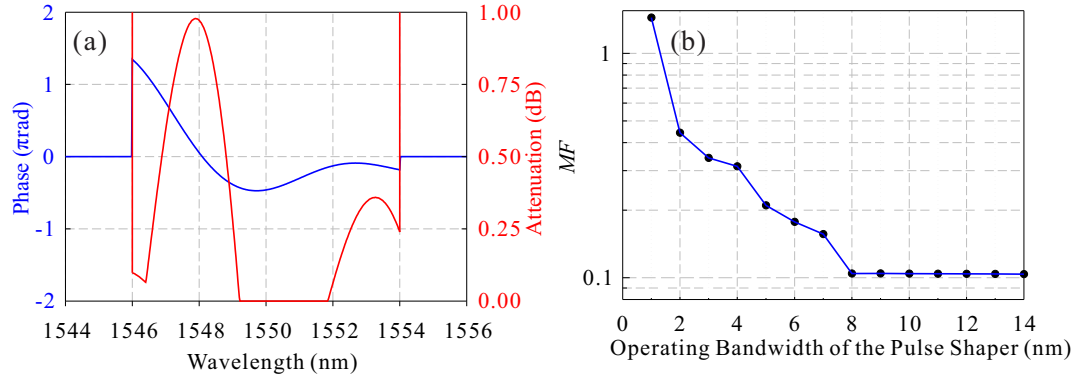 (a)
2
1
0
-1
-2
Phase (πrad)
1.00
0.75
0.50
0.25
0.00
Attenuation (dB)
1544 1546 1548 1550 1552 1554 1556
Wavelength (nm)
(b)
1
0.1
MF
0 2 4 6 8 10 12 14
Operating Bandwidth of the Pulse Shaper (nm)